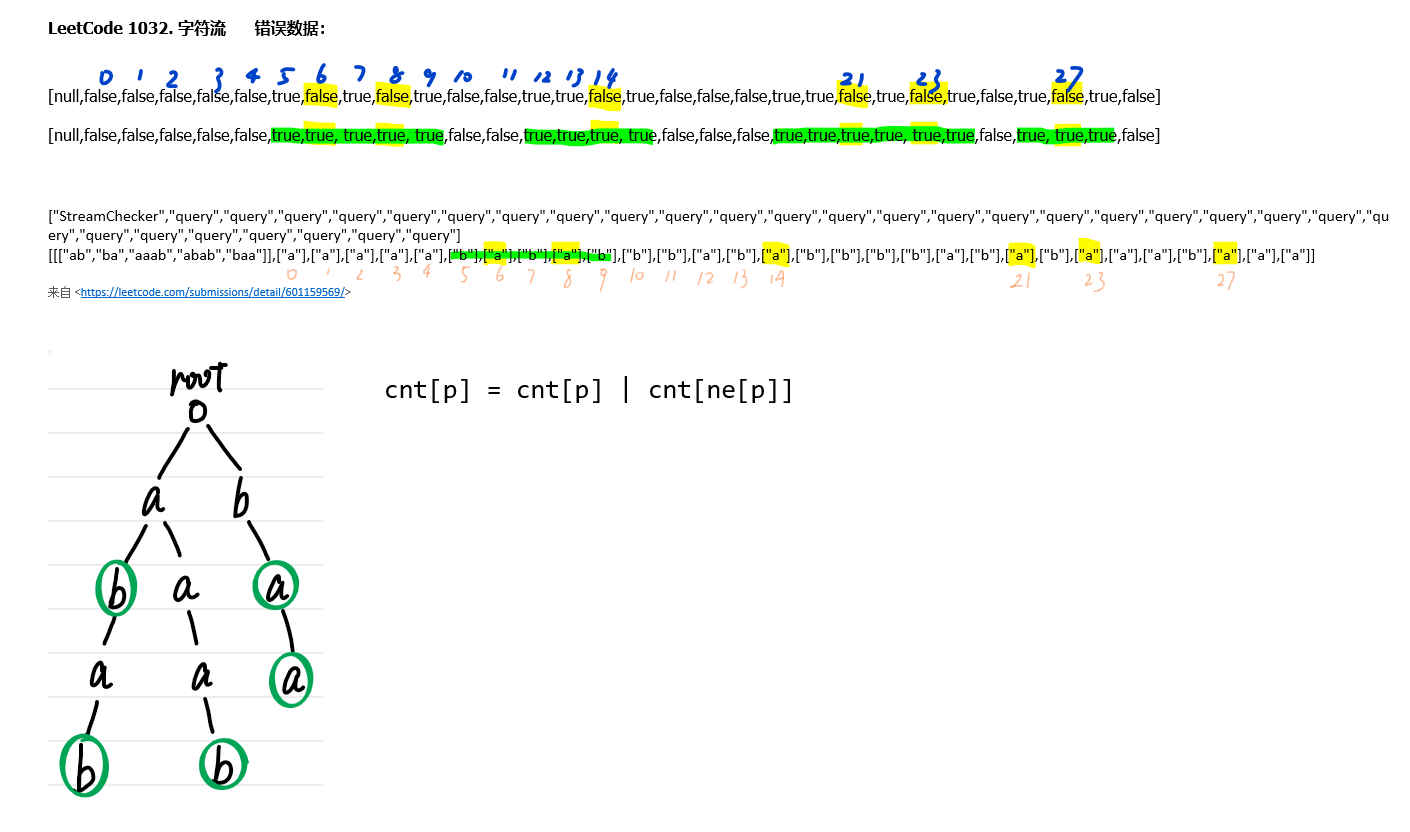 LeetCode 1032. 字符流 错误数据：
0 1 2 3 4 5 6 7 8 9 10 11 12 13 14 21 23 27
[null,false,false,false,false,false,true,false,true,false,true,false,false,true,true,false,true,false,false,false,true,true,false,true,false,true,false,true,false,true,false]
[null,false,false,false,false,false,true,true, true,true, true,false,false,true,true,true, true,false,false,false,true,true,true,true, true,true,false,true, true,true,false]
["StreamChecker","query","query","query","query","query","query","query","query","query","query","query","query","query","query","query","query","query","query","query","query","query","query","qu
ery","query","query","query","query","query","query","query"]
[[["ab","ba","aaab","abab","baa"]],["a"],["a"],["a"],["a"],["a"],["b"],["a"],["b"],["a"],["b"],["b"],["b"],["a"],["b"],["a"],["b"],["b"],["b"],["b"],["a"],["b"],["a"],["b"],["a"],["a"],["a"],["b"],["a"],["a"],["a"]]
0 1 2 3 4 5 6 7 8 9 10 11 12 13 14 21 23 27
来自 <https://leetcode.com/submissions/detail/601159569/>
root
cnt[p] = cnt[p] | cnt[ne[p]]
0
a b
b a a
a a a
b b